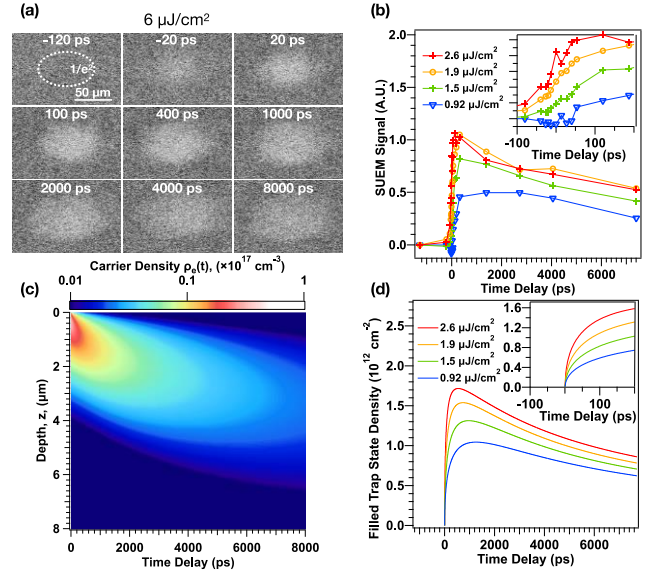 6 μJ/cm²
(a)
-120 ps
-20 ps
20 ps
1/e²
50 μm
100 ps
400 ps
1000 ps
2000 ps
4000 ps
8000 ps
(b)
SUEM Signal (A.U.)
2.0
1.5
1.0
0.5
0.0
2.6 μJ/cm²
1.9 μJ/cm²
1.5 μJ/cm²
0.92 μJ/cm²
-100
0
100
Time Delay (ps)
0
2000
4000
6000
Time Delay (ps)
Carrier Density ρe(t), (×10¹⁷ cm⁻³)
0.01
0.1
1
(c)
Depth, z, (μm)
0
2
4
6
8
0
2000
4000
6000
8000
Time Delay (ps)
(d)
Filled Trap State Density (10¹² cm⁻²)
2.5
2.0
1.5
1.0
0.5
0.0
2.6 μJ/cm²
1.9 μJ/cm²
1.5 μJ/cm²
0.92 μJ/cm²
1.6
1.2
0.8
0.4
0.0
-100
0
100
Time Delay (ps)
0
2000
4000
6000
Time Delay (ps)